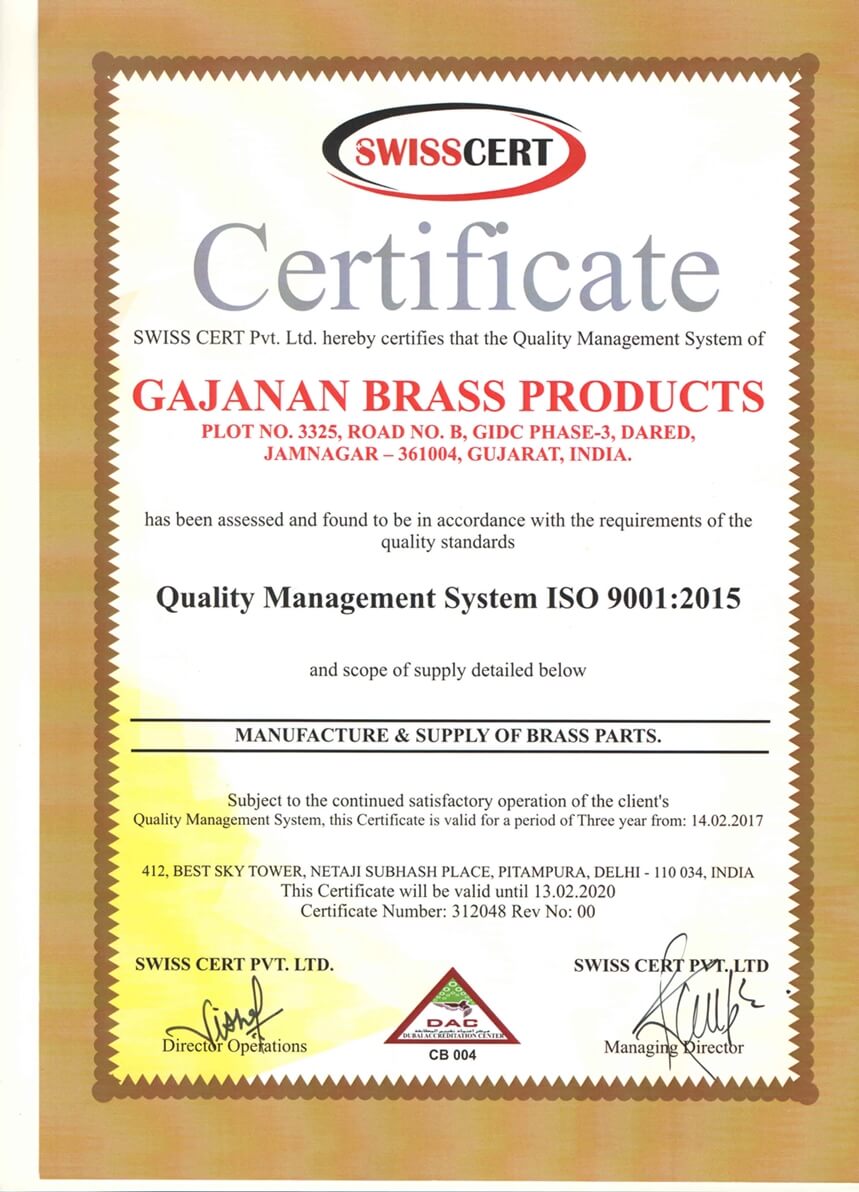 SWISSCERT
Certificate
SWISS CERT Pvt. Ltd. hereby certifies that the Quality Management System of
GAJANAN BRASS PRODUCTS
PLOT NO. 3325, ROAD NO. B, GIDC PHASE-3, DARED,
JAMNAGAR – 361004, GUJARAT, INDIA.
has been assessed and found to be in accordance with the requirements of the
quality standards
Quality Management System ISO 9001:2015
and scope of supply detailed below
MANUFACTURE & SUPPLY OF BRASS PARTS.
Subject to the continued satisfactory operation of the client's
Quality Management System, this Certificate is valid for a period of Three year from: 14.02.2017
412, BEST SKY TOWER, NETAJI SUBHASH PLACE, PITAMPURA, DELHI - 110 034, INDIA
This Certificate will be valid until 13.02.2020
Certificate Number: 312048 Rev No: 00
SWISS CERT PVT. LTD.
SWISS CERT PVT. LTD
DAC
DUBAI ACCREDITATION CENTER
CB 004
Director Operations
Managing Director